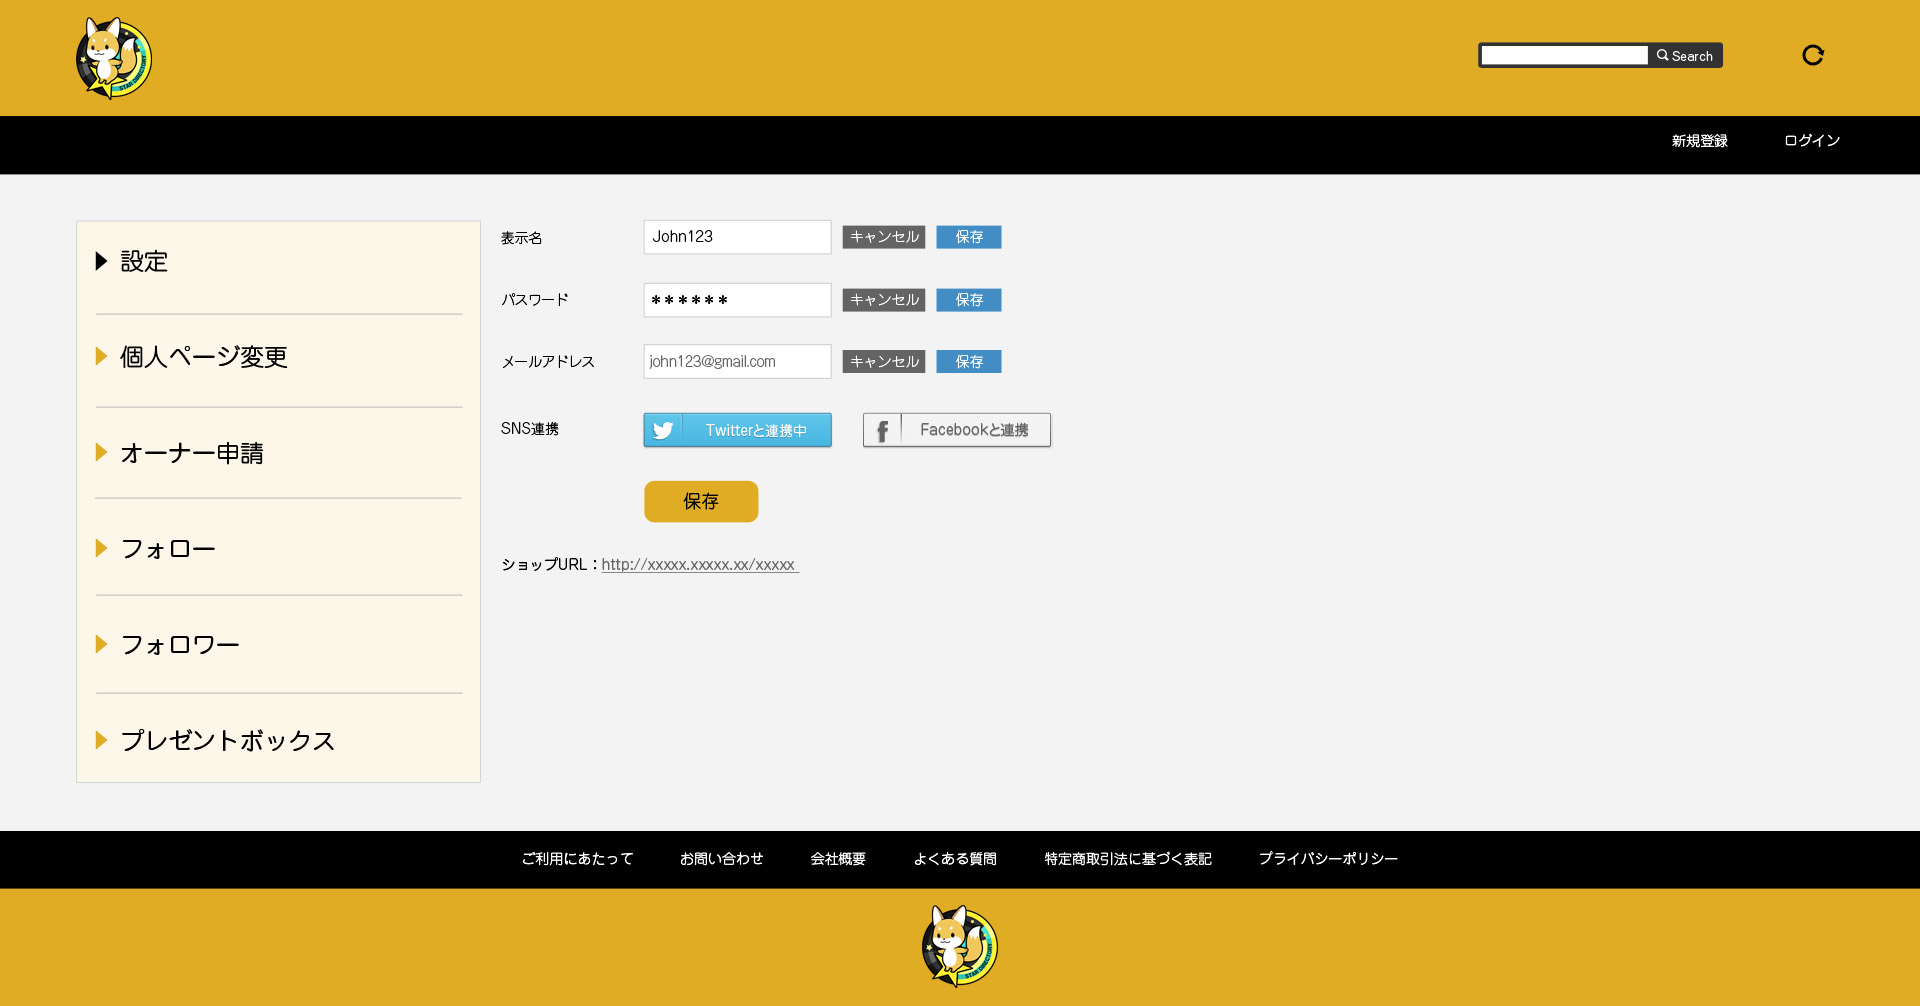 STAR DIRECTORY
Search
新規登録 ログイン
設定
個人ページ変更
オーナー申請
フォロー
フォロワー
プレゼントボックス
表示名 John123 キャンセル 保存
パスワード ****** キャンセル 保存
メールアドレス john123@gmail.com キャンセル 保存
SNS連携 Twitterと連携中 Facebookと連携
保存
ショップURL：http://xxxxx.xxxxx.xx/xxxxx
ご利用にあたって お問い合わせ 会社概要 よくある質問 特定商取引法に基づく表記 プライバシーポリシー
STAR DIRECTORY